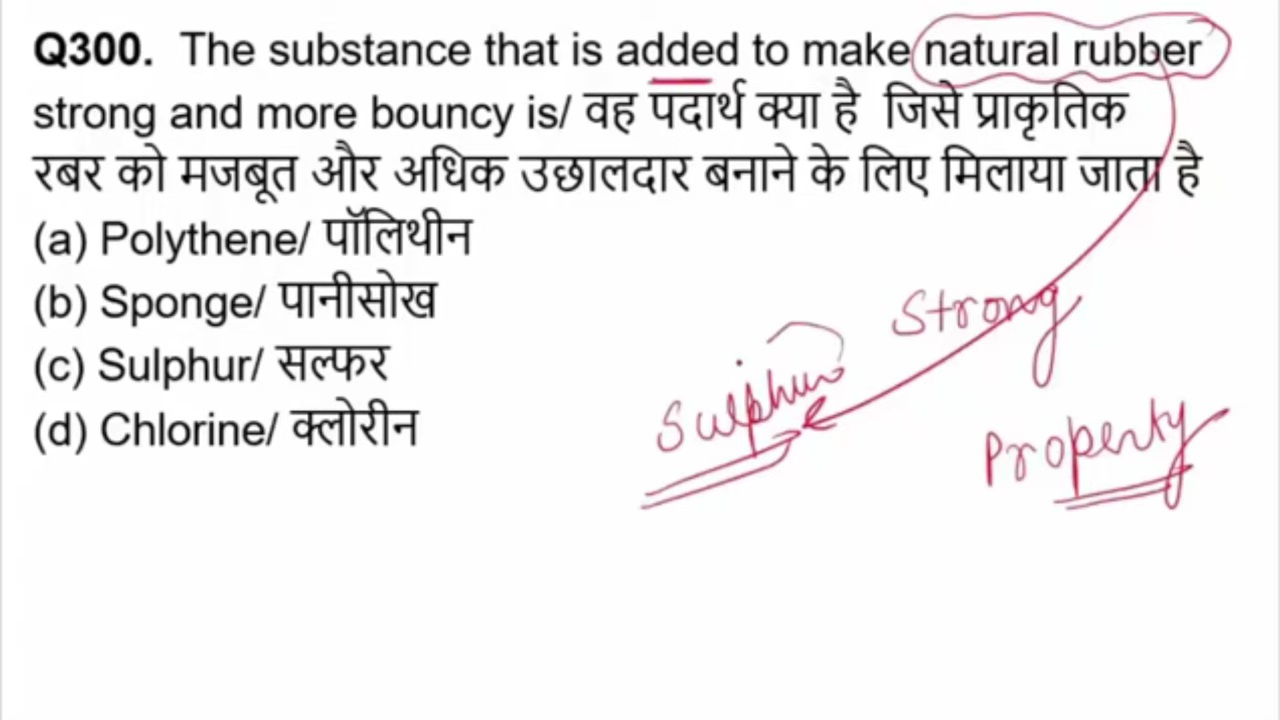 Q300. The substance that is added to make natural rubber
strong and more bouncy is/ वह पदार्थ क्या है जिसे प्राकृतिक
रबर को मजबूत और अधिक उछालदार बनाने के लिए मिलाया जाता है
(a) Polythene/ पॉलिथीन
(b) Sponge/ पानीसोख
(c) Sulphur/ सल्फर
(d) Chlorine/ क्लोरीन
Strong
Sulphur
Property